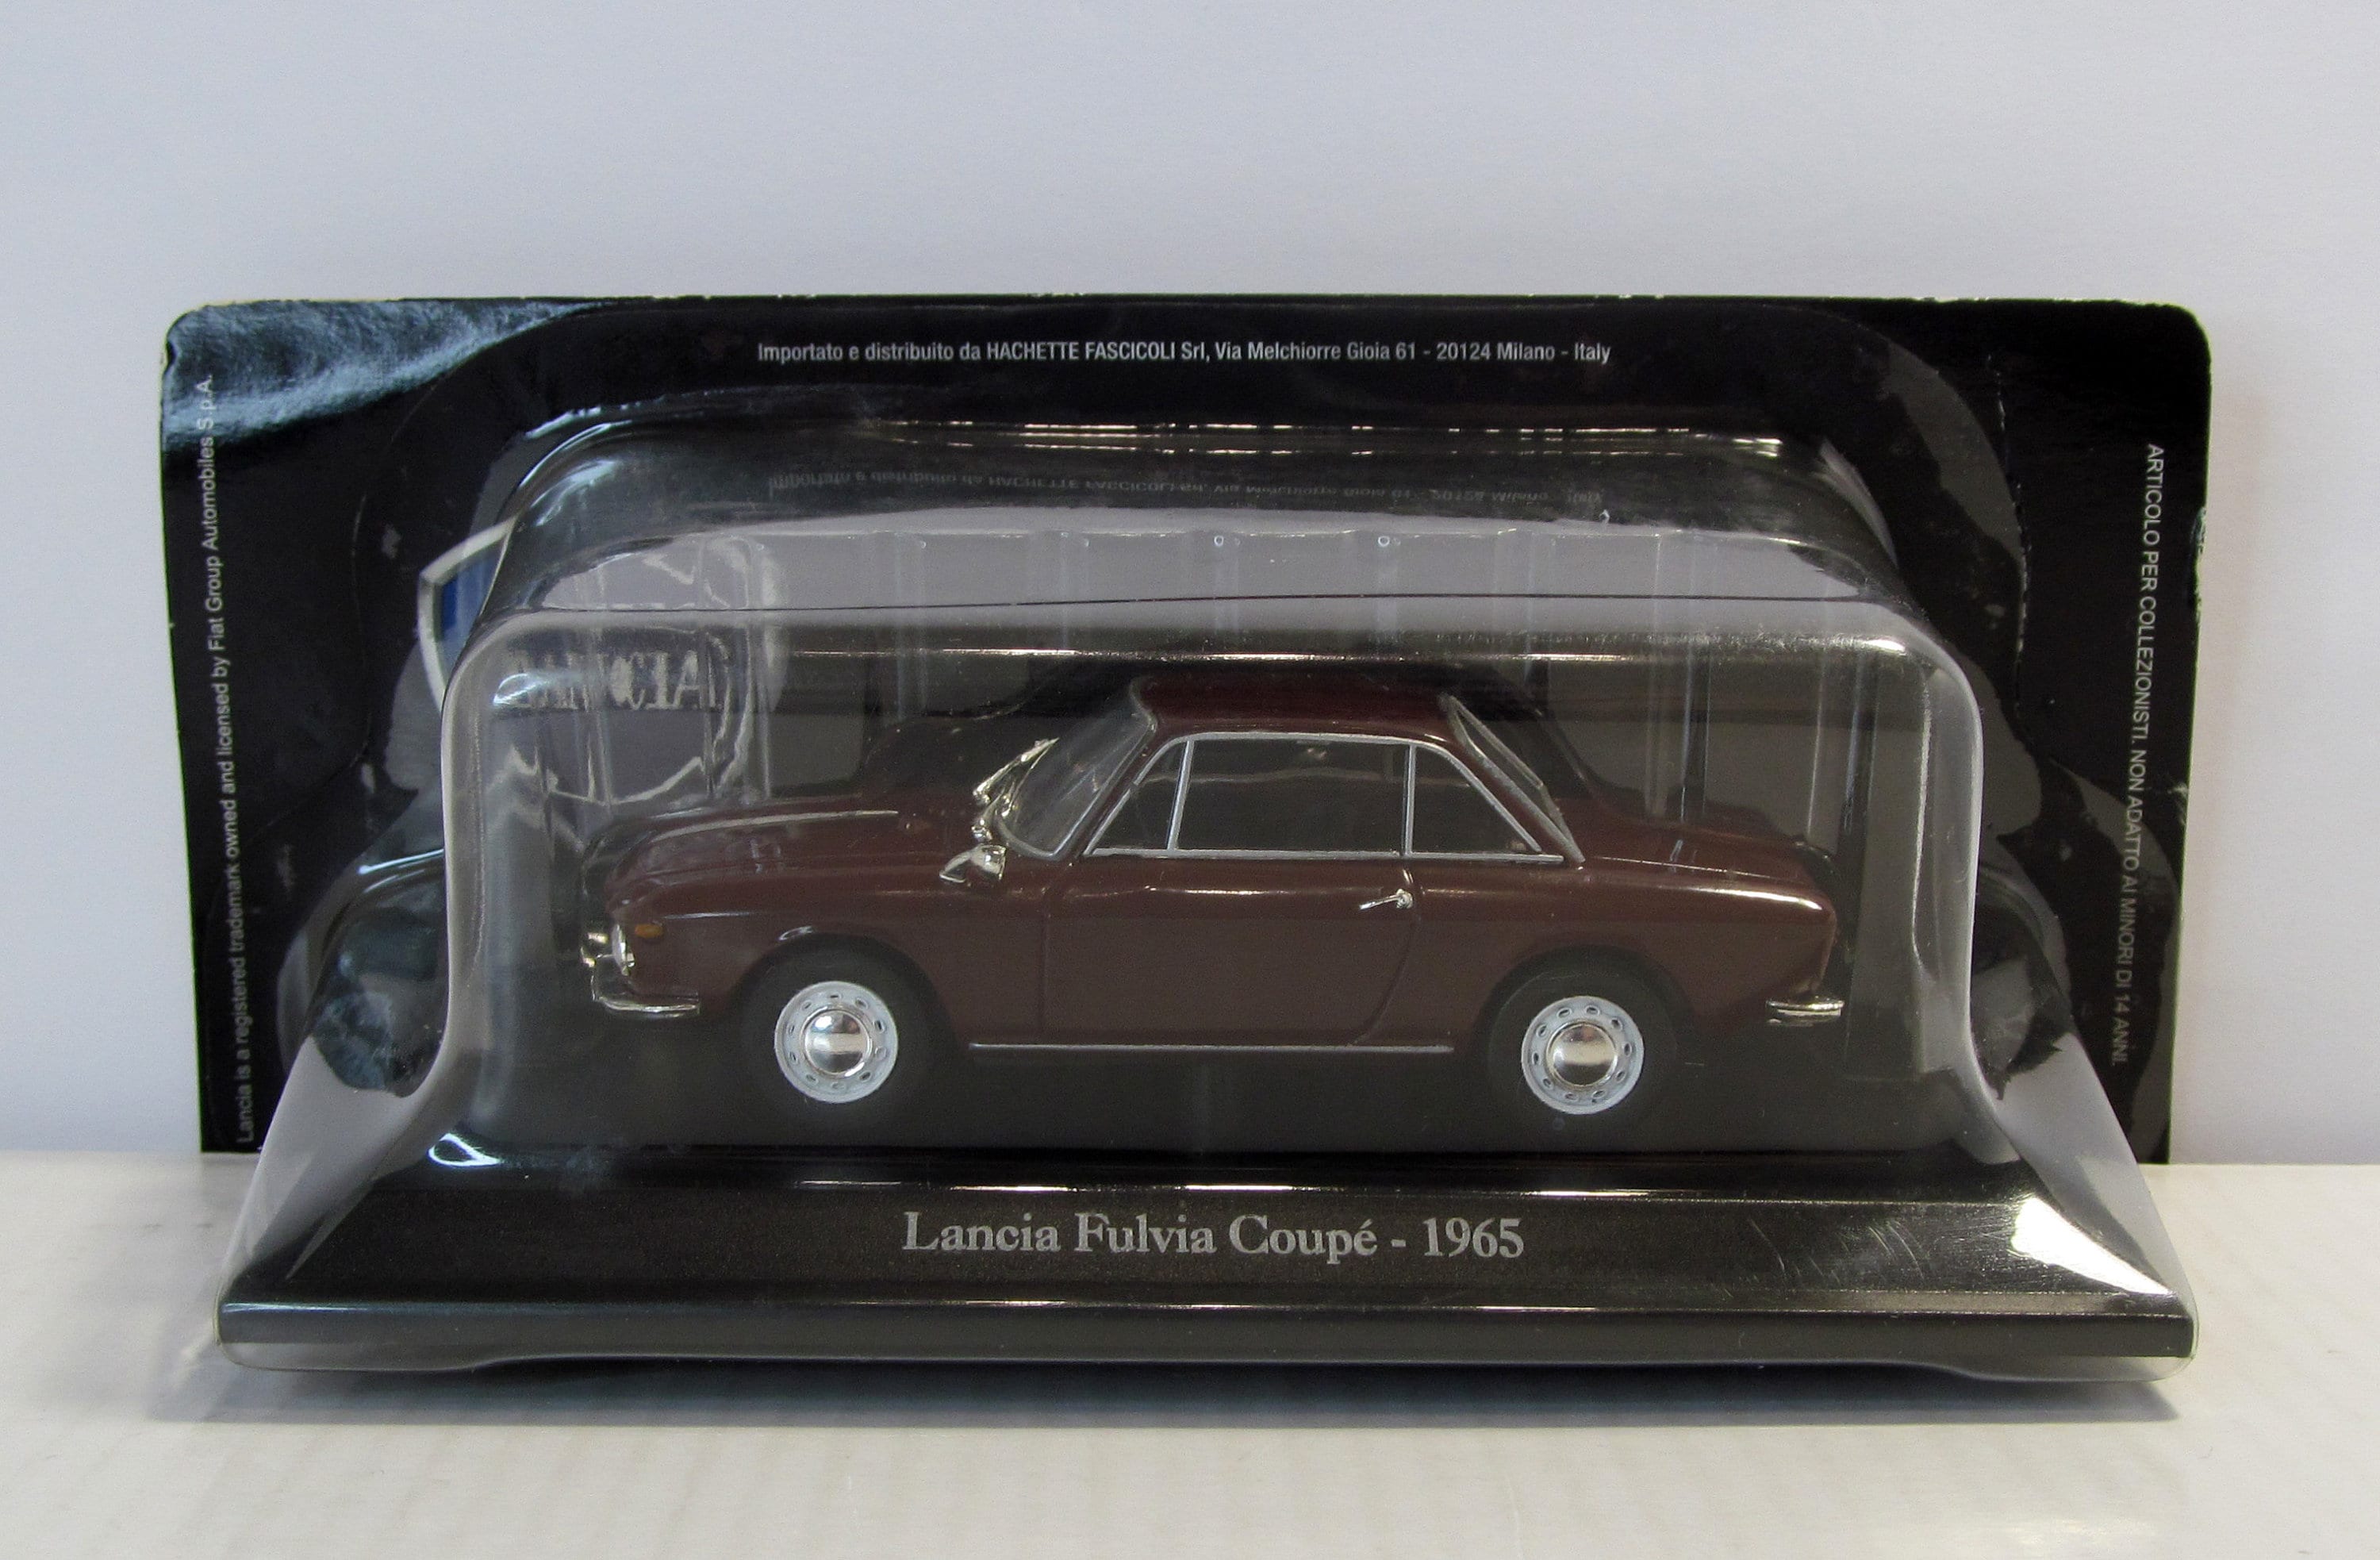 Importato e distribuito da HACHETTE FASCICOLI Srl, Via Melchiorre Gioia 61 - 20124 Milano - Italy
Lancia is a registered trademark owned and licensed by Fiat Group Automobiles S.p.A.
ARTICOLO PER COLLEZIONISTI. NON ADATTO AI MINORI DI 14 ANNI.
Lancia Fulvia Coupé - 1965